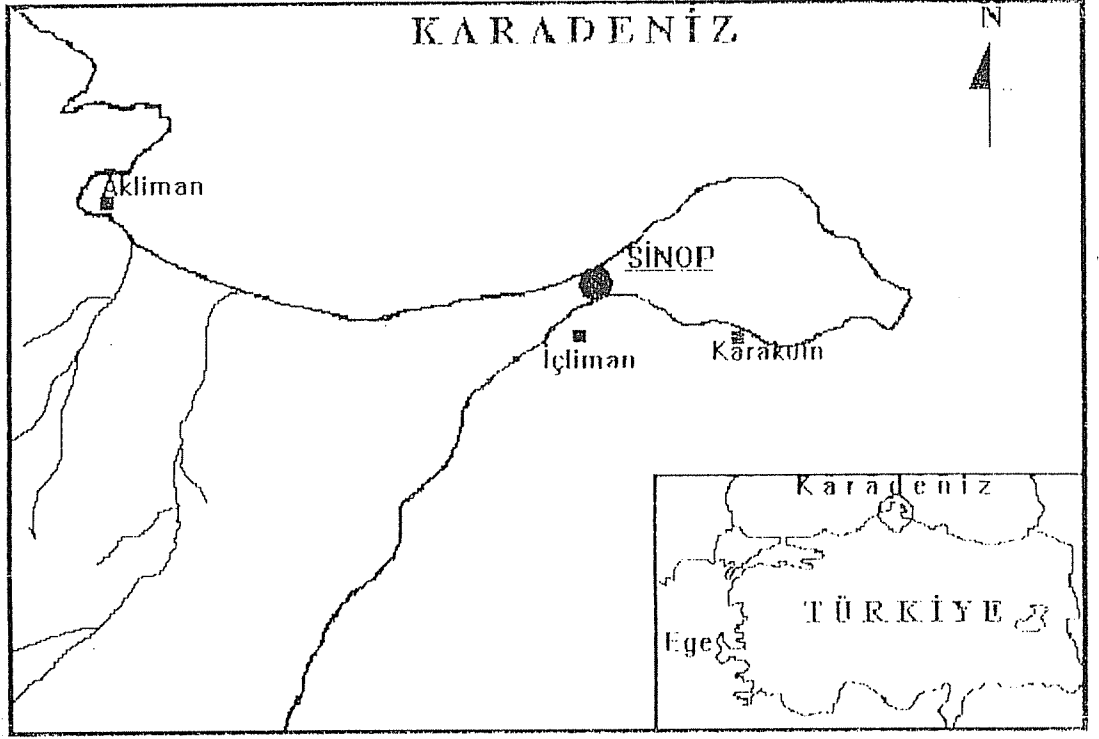 KARADENİZ
N
Akliman
SİNOP
İçliman
Karakum
Karadeniz
TÜRKİYE
Ege